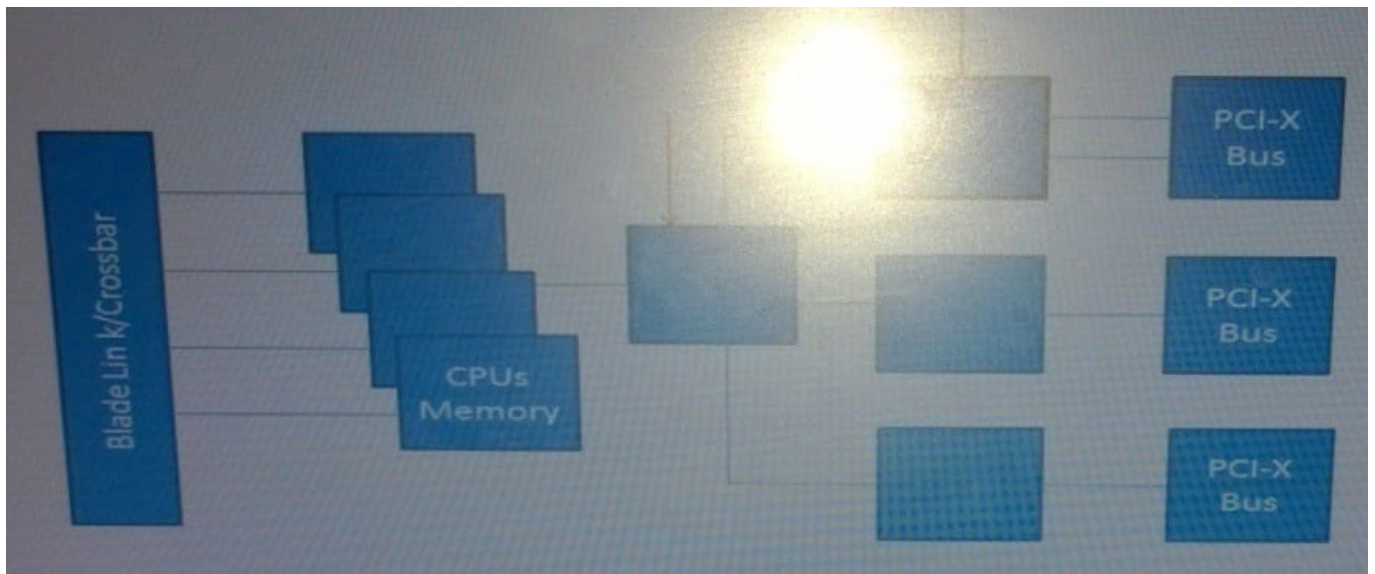 Blade Lin k/Crossbar
CPUs
Memory
PCI-X
Bus
PCI-X
Bus
PCI-X
Bus